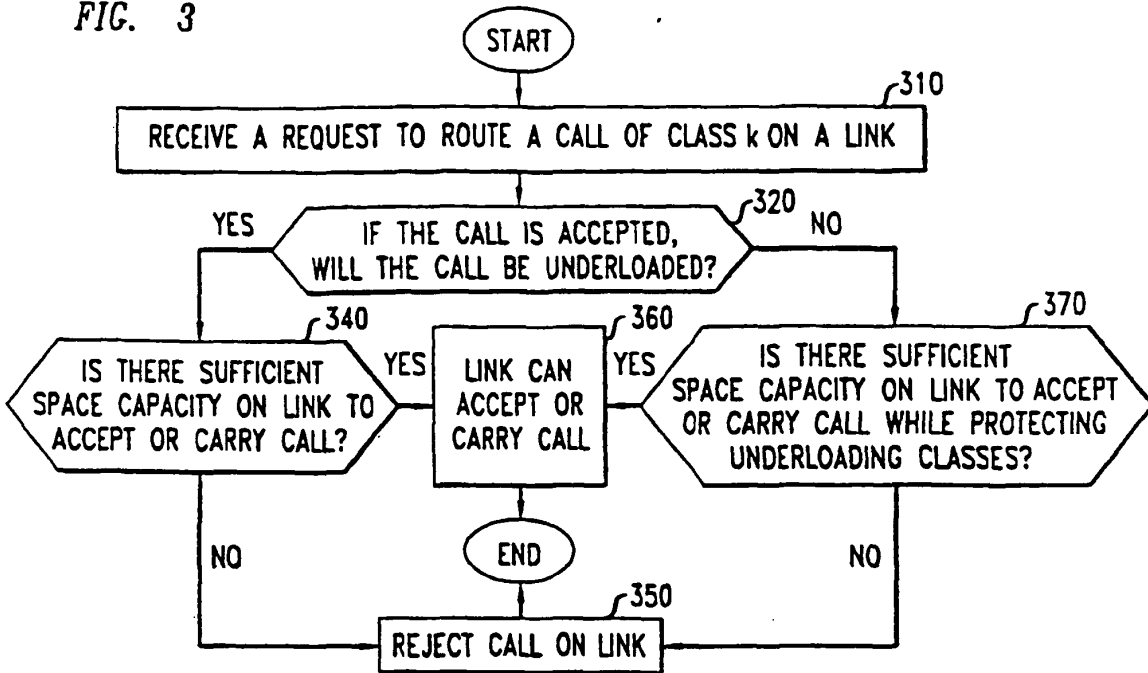 FIG. 3
START
310
RECEIVE A REQUEST TO ROUTE A CALL OF CLASS k ON A LINK
320
YES
NO
IF THE CALL IS ACCEPTED,
WILL THE CALL BE UNDERLOADED?
340
360
370
IS THERE SUFFICIENT
SPACE CAPACITY ON LINK TO
ACCEPT OR CARRY CALL?
YES
LINK CAN
ACCEPT OR
CARRY CALL
YES
IS THERE SUFFICIENT
SPACE CAPACITY ON LINK TO ACCEPT
OR CARRY CALL WHILE PROTECTING
UNDERLOADING CLASSES?
NO
END
NO
350
REJECT CALL ON LINK